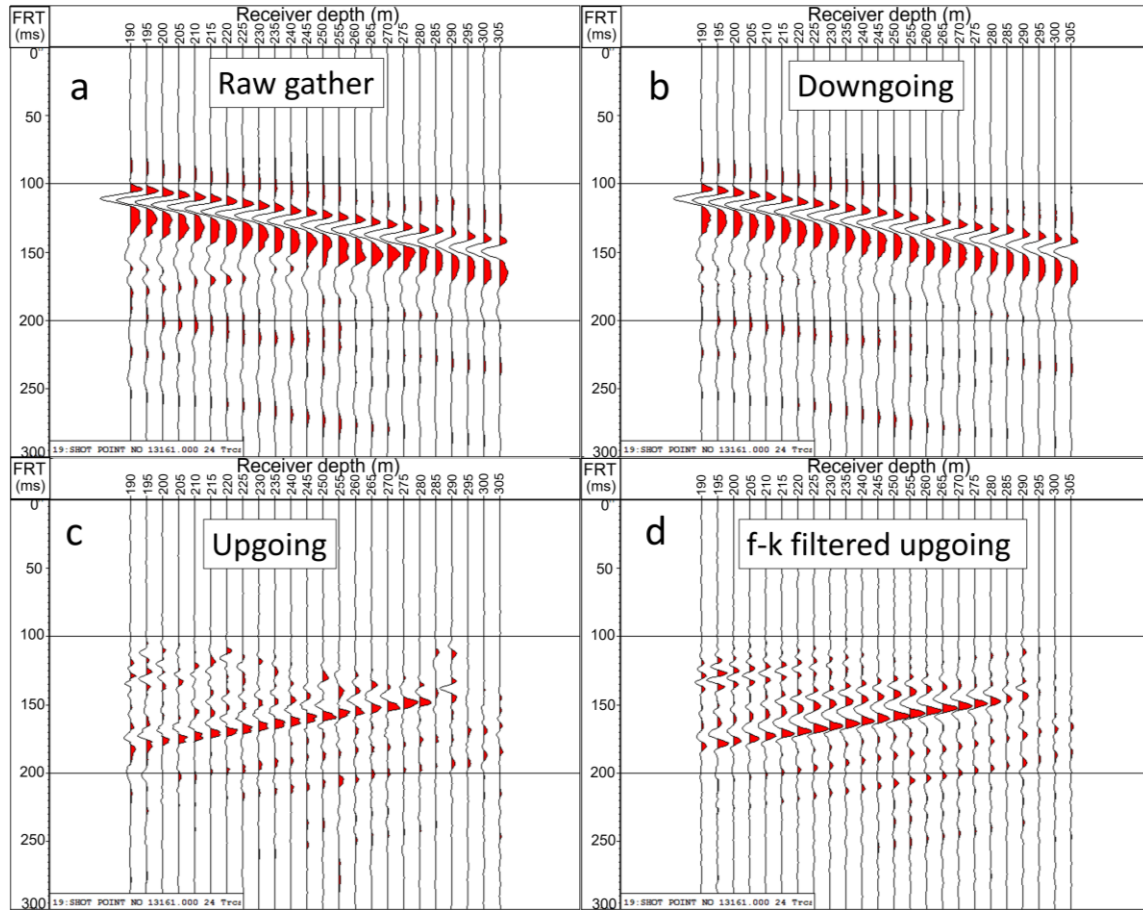 FRT
(ms)
Receiver depth (m)
190 195 200 205 210 215 220 225 230 235 240 245 250 255 260 265 270 275 280 285 290 295 300 305
0
a
Raw gather
50
100
150
200
250
300
19:SHOT POINT NO 13161.000 24 Trcs
FRT
(ms)
Receiver depth (m)
190 195 200 205 210 215 220 225 230 235 240 245 250 255 260 265 270 275 280 285 290 295 300 305
0
b
Downgoing
50
100
150
200
250
300
19:SHOT POINT NO 13161.000 24 Trcs
FRT
(ms)
Receiver depth (m)
190 195 200 205 210 215 220 225 230 235 240 245 250 255 260 265 270 275 280 285 290 295 300 305
0
c
Upgoing
50
100
150
200
250
300
19:SHOT POINT NO 13161.000 24 Trcs
FRT
(ms)
Receiver depth (m)
190 195 200 205 210 215 220 225 230 235 240 245 250 255 260 265 270 275 280 285 290 295 300 305
0
d
f-k filtered upgoing
50
100
150
200
250
300
19:SHOT POINT NO 13161.000 24 Trcs